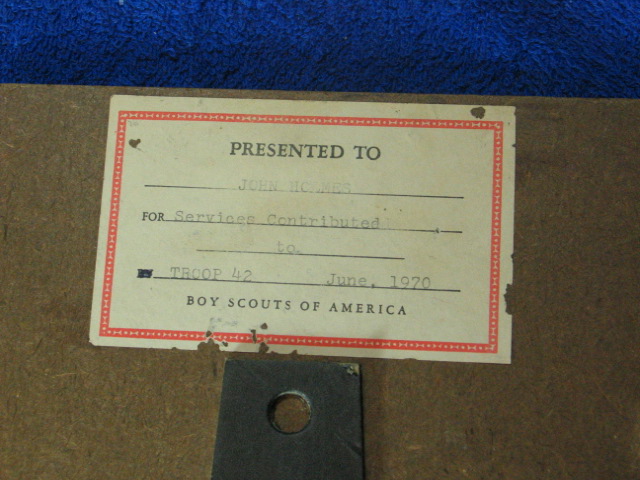 PRESENTED TO
JOHN
FOR Services Contributed
to
TROOP 42 June, 1970
BOY SCOUTS OF AMERICA